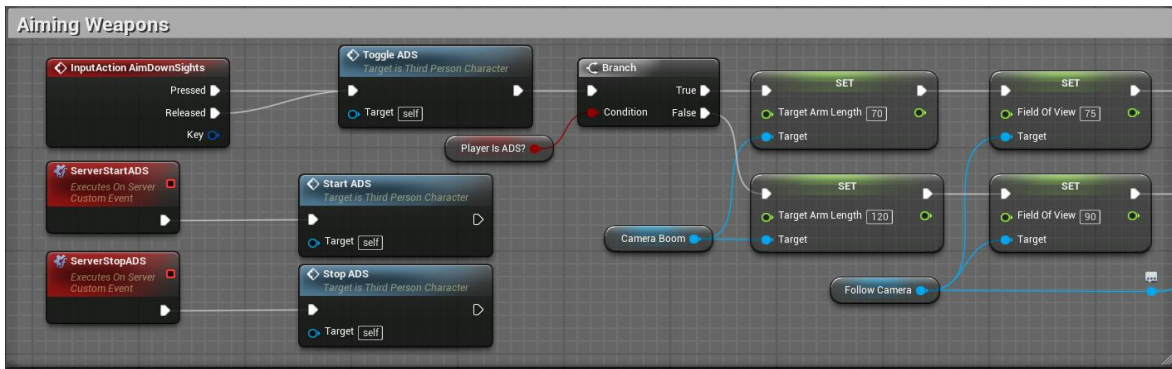 Aiming Weapons
InputAction AimDownSights
Pressed
Released
Key
Toggle ADS
Target is Third Person Character
Target self
Branch
True
Condition False
Player Is ADS?
SET
Target Arm Length 70
Target
SET
Field Of View 75
Target
ServerStartADS
Executes On Server
Custom Event
Start ADS
Target is Third Person Character
Target self
SET
Target Arm Length 120
Target
SET
Field Of View 90
Target
Camera Boom
ServerStopADS
Executes On Server
Custom Event
Stop ADS
Target is Third Person Character
Target self
Follow Camera